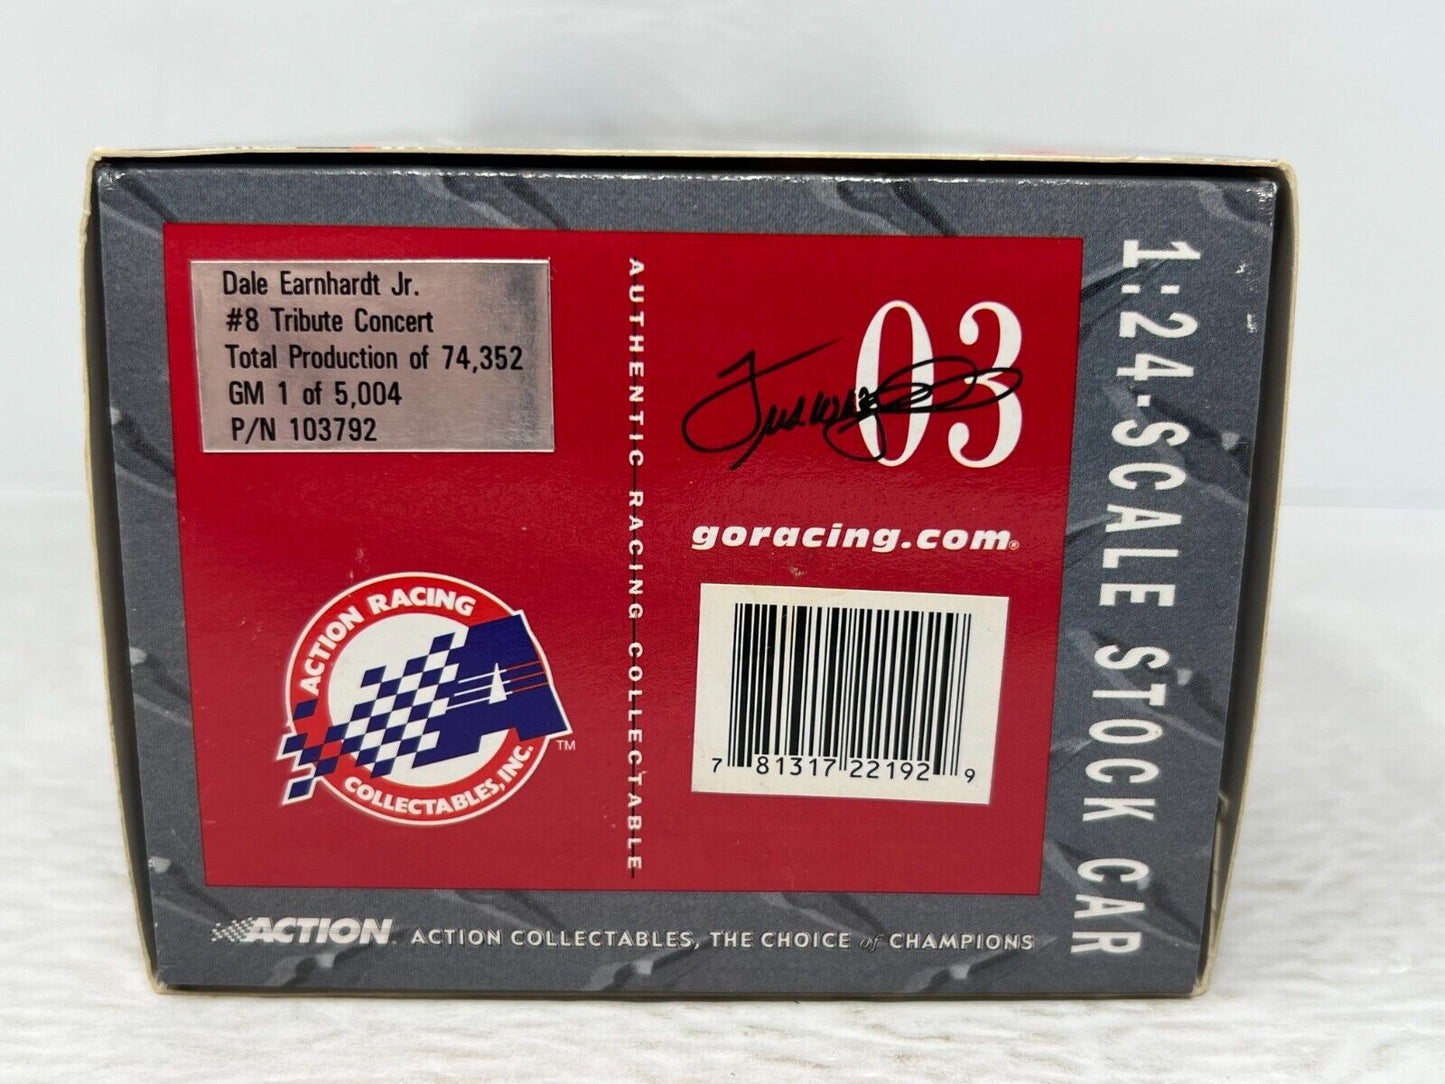 Dale Earnhardt Jr.
#8 Tribute Concert
Total Production of 74,352
GM 1 of 5,004
P/N 103792
AUTHENTIC RACING COLLECTABLE
03
goracing.com®
7 81317 22192 9
ACTION RACING
COLLECTABLES, INC.
TM
ACTION
ACTION COLLECTABLES, THE CHOICE of CHAMPIONS
1:24-SCALE STOCK CAR